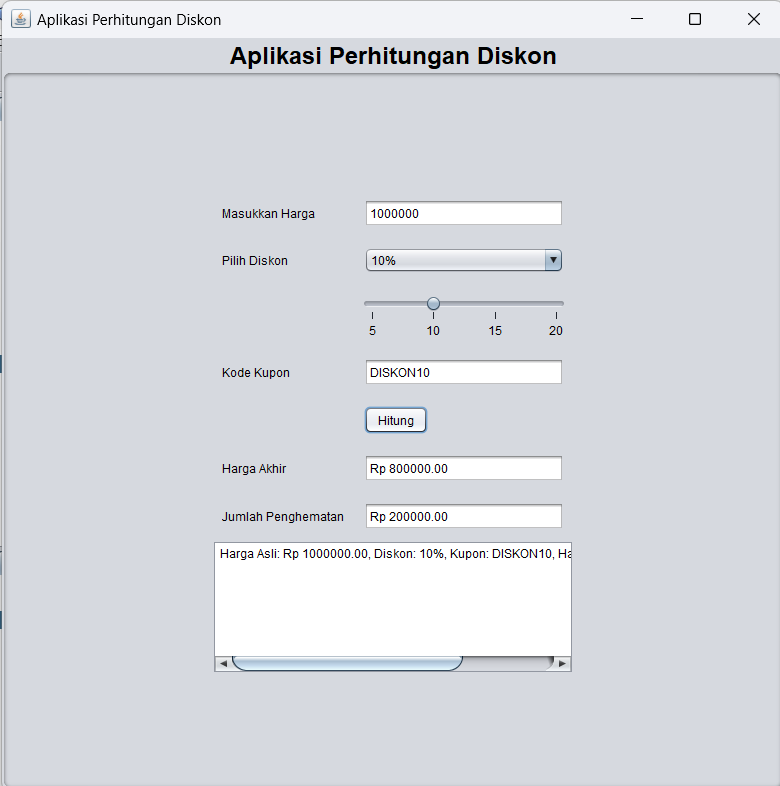 Aplikasi Perhitungan Diskon
Aplikasi Perhitungan Diskon
Masukkan Harga 1000000
Pilih Diskon 10%
5 10 15 20
Kode Kupon DISKON10
Hitung
Harga Akhir Rp 800000.00
Jumlah Penghematan Rp 200000.00
Harga Asli: Rp 1000000.00, Diskon: 10%, Kupon: DISKON10, Ha